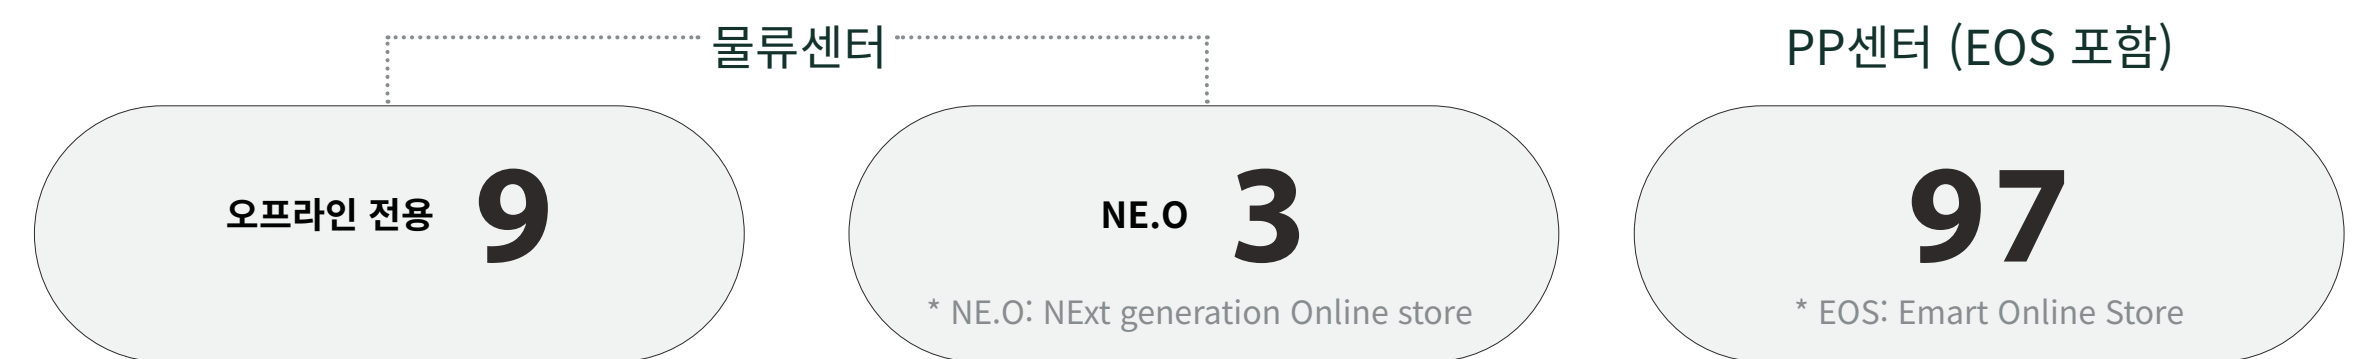 물류센터
PP센터 (EOS 포함)
오프라인 전용 9
NE.O 3
97
* NE.O: NExt generation Online store
* EOS: Emart Online Store